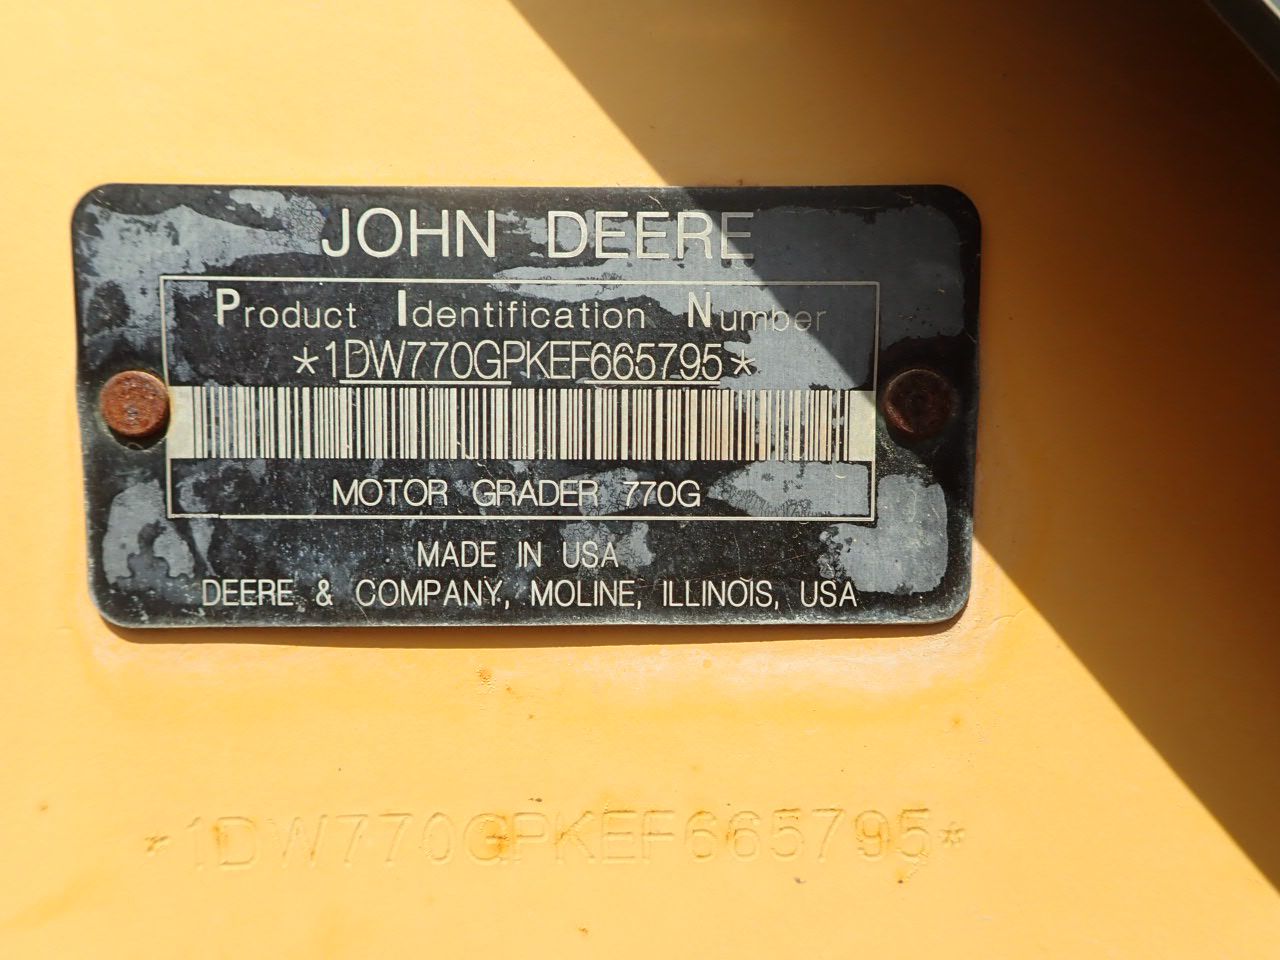 JOHN DEERE
Product Identification Number
*1DW770GPKEF665795*
MOTOR GRADER 770G
MADE IN USA
DEERE & COMPANY, MOLINE, ILLINOIS, USA
*1DW770GPKEF665795*